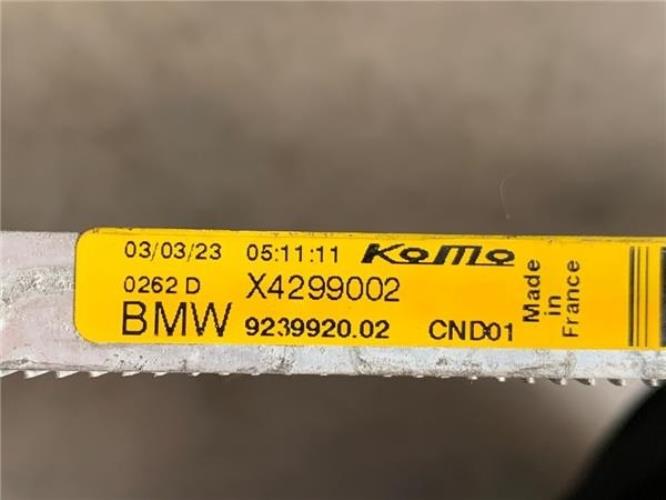 03/03/23 05:11:11 KoMo
0262 D X4299002
BMW 9239920.02 CND01
Made
in
France